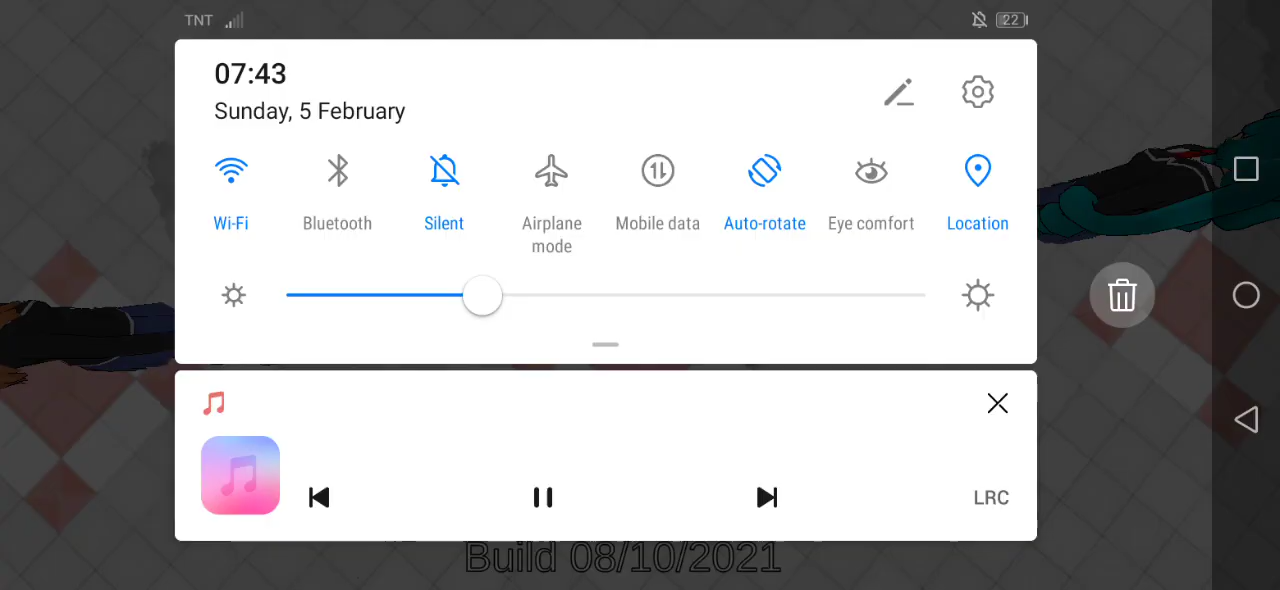 TNT
22
07:43
Sunday, 5 February
Wi-Fi
Bluetooth
Silent
Airplane
mode
Mobile data
Auto-rotate
Eye comfort
Location
LRC
Build 08/10/2021